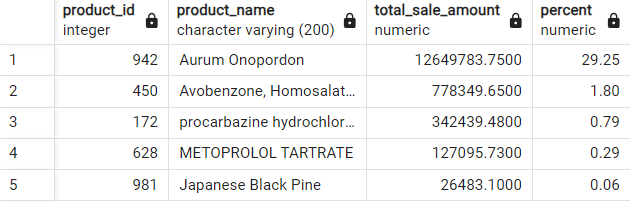 product_id product_name total_sale_amount percent
integer character varying (200) numeric numeric
1 942 Aurum Onopordon 12649783.7500 29.25
2 450 Avobenzone, Homosalat... 778349.6500 1.80
3 172 procarbazine hydrochlor... 342439.4800 0.79
4 628 METOPROLOL TARTRATE 127095.7300 0.29
5 981 Japanese Black Pine 26483.1000 0.06